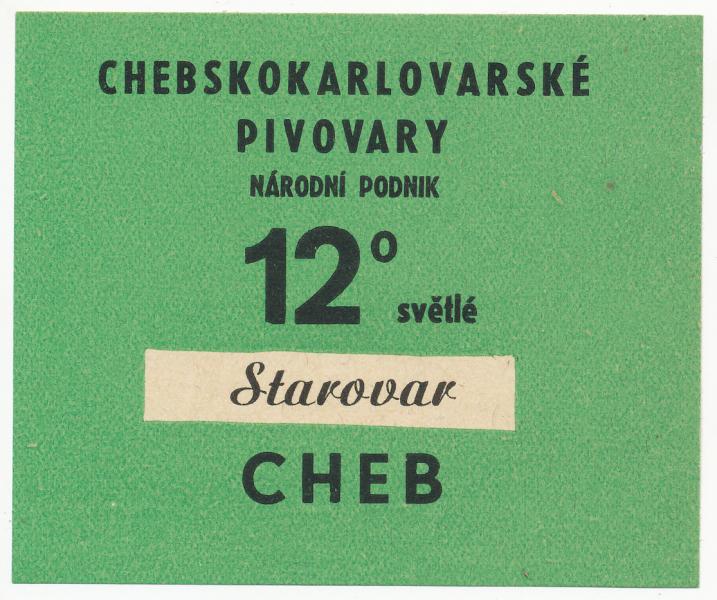 CHEBSKOKARLOVARSKÉ
PIVOVARY
NÁRODNÍ PODNIK
12° světlé
Starovar
CHEB